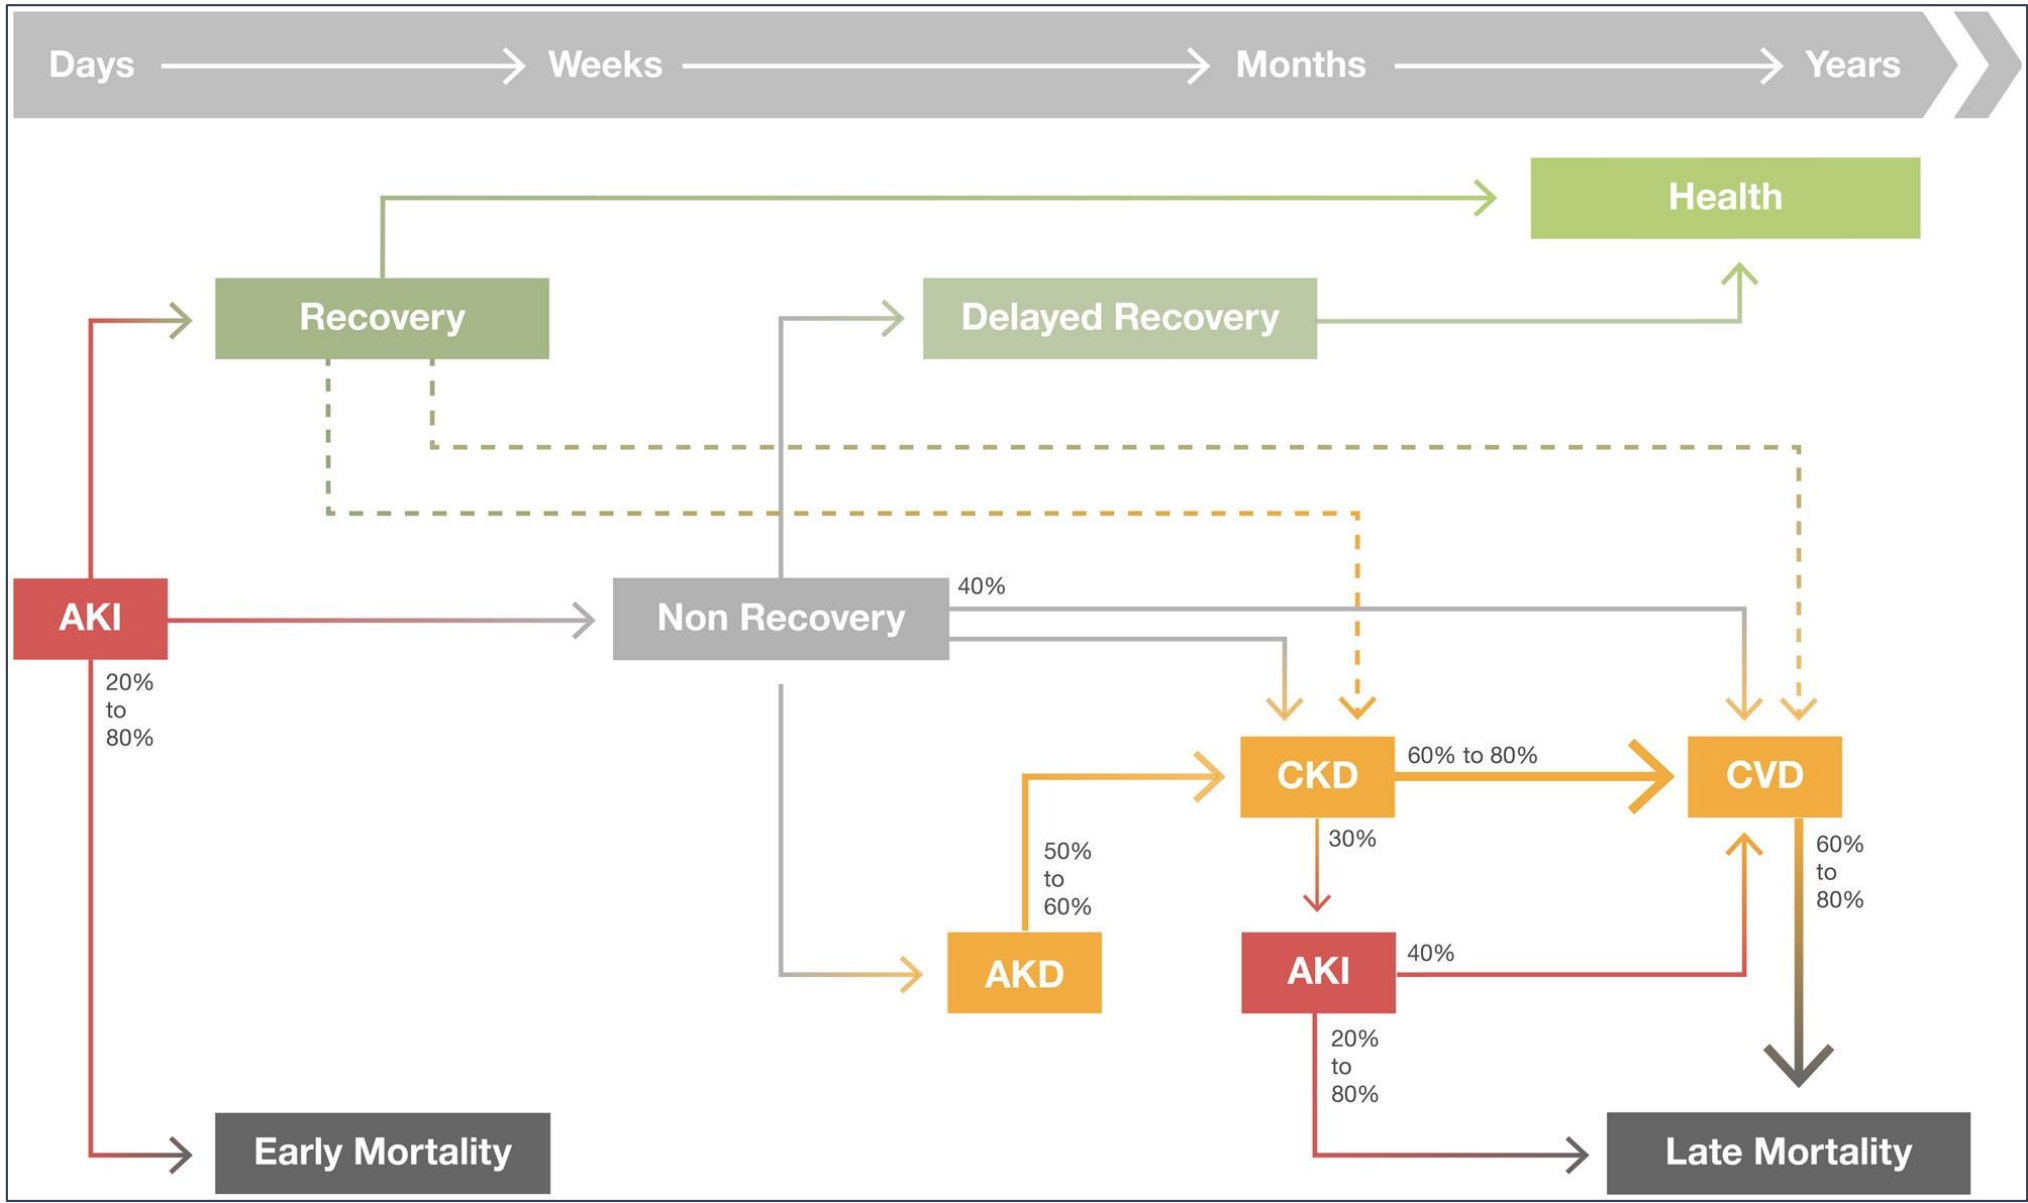 Days
Weeks
Months
Years
Health
Recovery
Delayed Recovery
AKI
Non Recovery
40%
20%
to
80%
CKD
60% to 80%
CVD
30%
60%
to
80%
50%
to
60%
AKD
AKI
40%
20%
to
80%
Early Mortality
Late Mortality